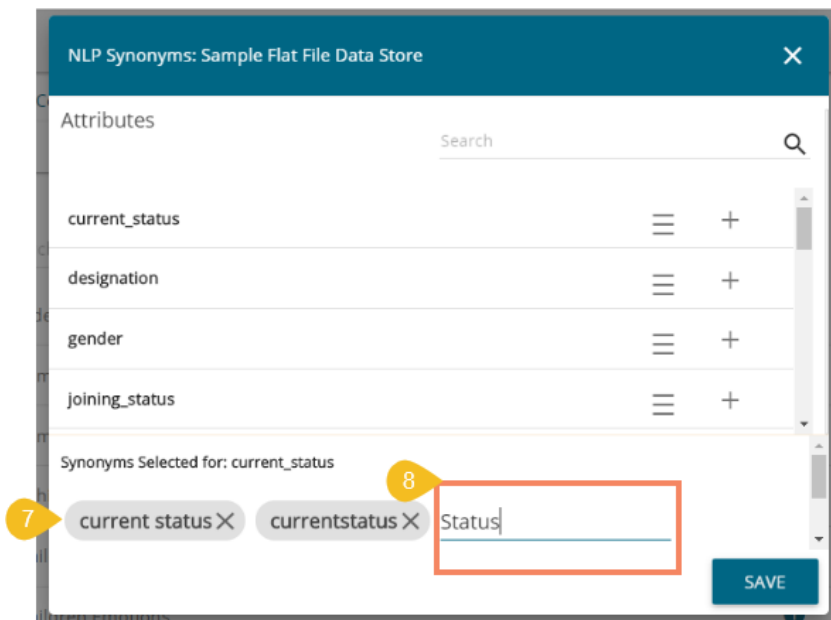 NLP Synonyms: Sample Flat File Data Store
Attributes
Search
current_status
designation
gender
joining_status
Synonyms Selected for: current_status
8
7
current status currentstatus Status
SAVE